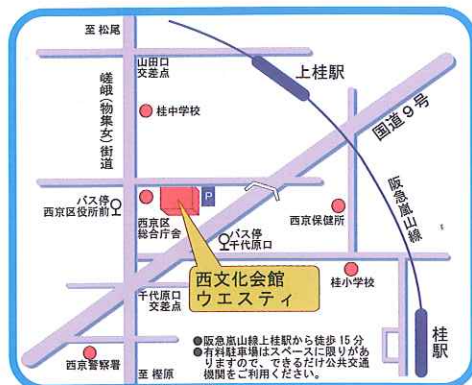 至 松尾
山田口
交差点
上桂駅
国道9号
嵯峨(物集女)街道
桂中学校
阪急嵐山線
P
バス停
西京区役所前
西京区
総合庁舎
バス停
千代原口
西京保健所
西文化会館
ウエスティ
桂小学校
千代原口
交差点
桂駅
西京警察署
至 樫原
●阪急嵐山線上桂駅から徒歩15分
●有料駐車場はスペースに限りがあ
りますので、できるだけ公共交通
機関をご利用ください。